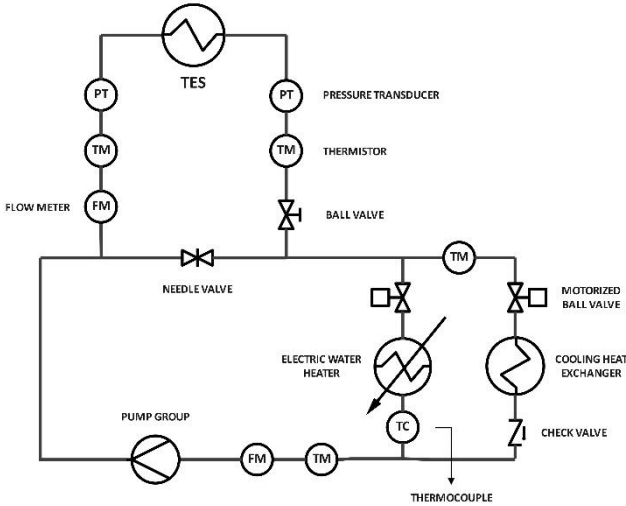 TES
PT
PT
PRESSURE TRANSDUCER
TM
TM
THERMISTOR
FLOW METER
FM
BALL VALVE
TM
NEEDLE VALVE
MOTORIZED
BALL VALVE
ELECTRIC WATER
HEATER
COOLING HEAT
EXCHANGER
TC
PUMP GROUP
CHECK VALVE
FM
TM
THERMOCOUPLE